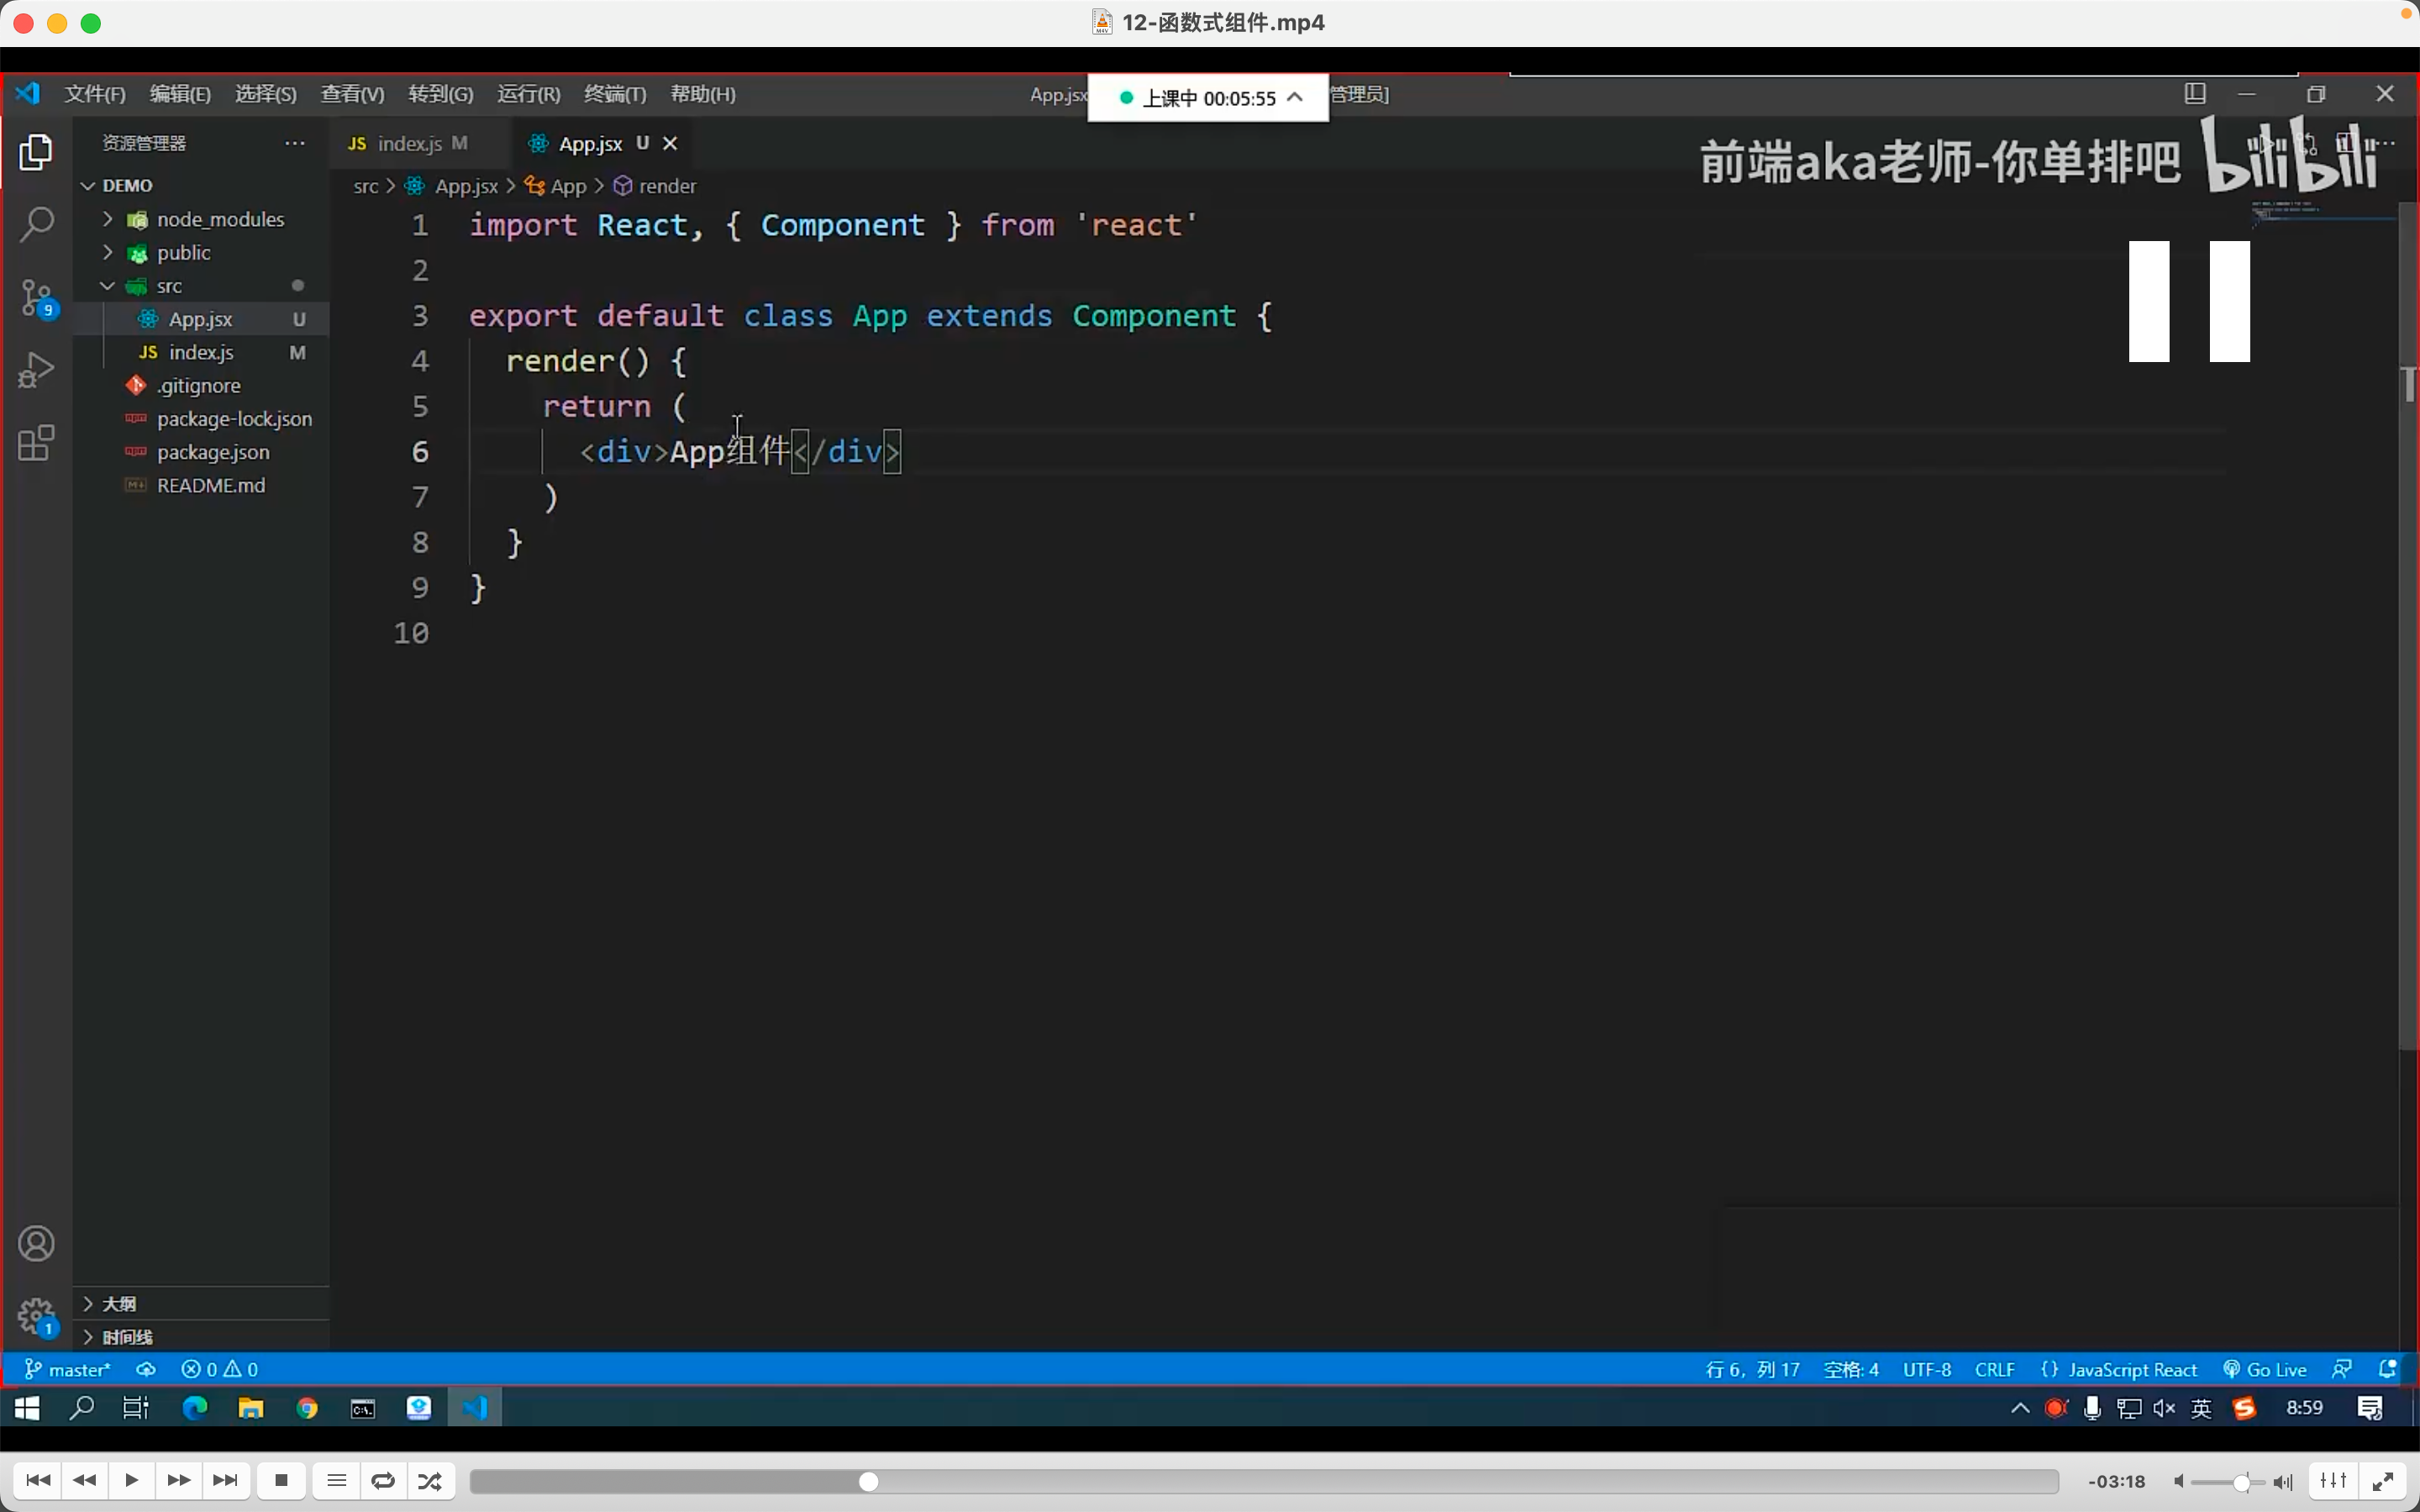 12-函数式组件.mp4
文件(F) 编辑(E) 选择(S) 查看(V) 转到(G) 运行(R) 终端(T) 帮助(H)
App.jsx
上课中 00:05:55
管理员]
资源管理器
JS index.js M
App.jsx U
前端aka老师-你单排吧 bilibili
DEMO
src > App.jsx > App > render
node_modules
public
src
App.jsx U
JS index.js M
.gitignore
package-lock.json
package.json
README.md
1 import React, { Component } from 'react'
2
3 export default class App extends Component {
4 render() {
5 return (
6 <div>App组件</div>
7 )
8 }
9 }
10
9
大纲
1
时间线
master* 0 0
行 6，列 17 空格: 4 UTF-8 CRLF {} JavaScript React Go Live
英 8:59
-03:18